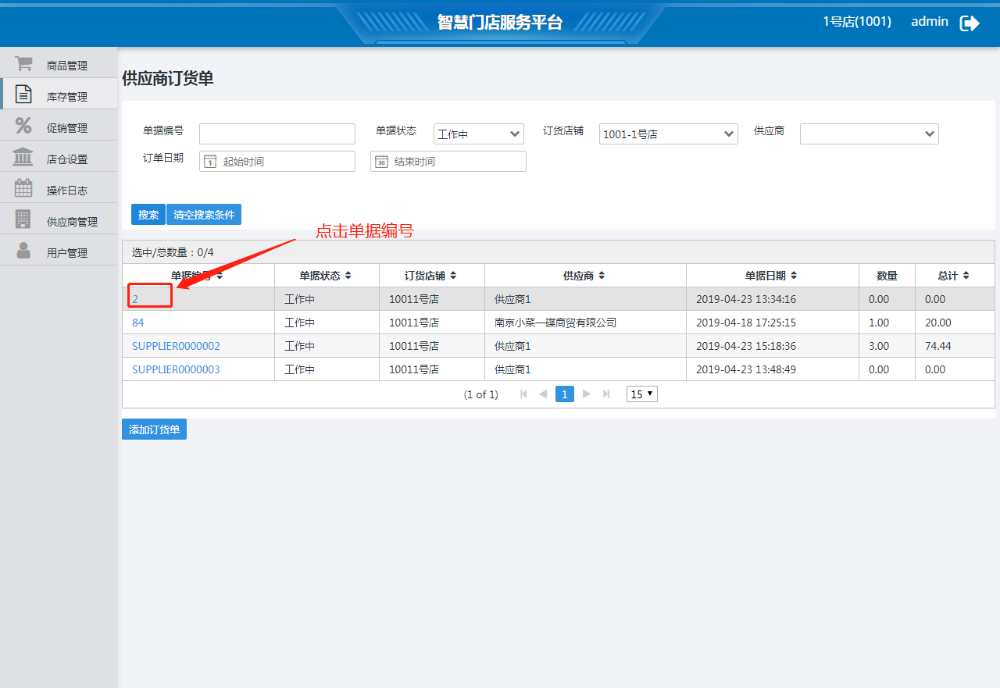 智慧门店服务平台
1号店(1001) admin
商品管理
库存管理
促销管理
店仓设置
操作日志
供应商管理
用户管理
供应商订货单
单据编号 单据状态 工作中 订货店铺 1001-1号店 供应商
订单日期 1 起始时间 30 结束时间
搜索 清空搜索条件
点击单据编号
选中/总数量：0/4
单据编号 单据状态 订货店铺 供应商 单据日期 数量 总计
2 工作中 10011号店 供应商1 2019-04-23 13:34:16 0.00 0.00
84 工作中 10011号店 南京小菜一碟商贸有限公司 2019-04-18 17:25:15 1.00 20.00
SUPPLIER0000002 工作中 10011号店 供应商1 2019-04-23 15:18:36 3.00 74.44
SUPPLIER0000003 工作中 10011号店 供应商1 2019-04-23 13:48:49 0.00 0.00
(1 of 1) 1 15
添加订货单